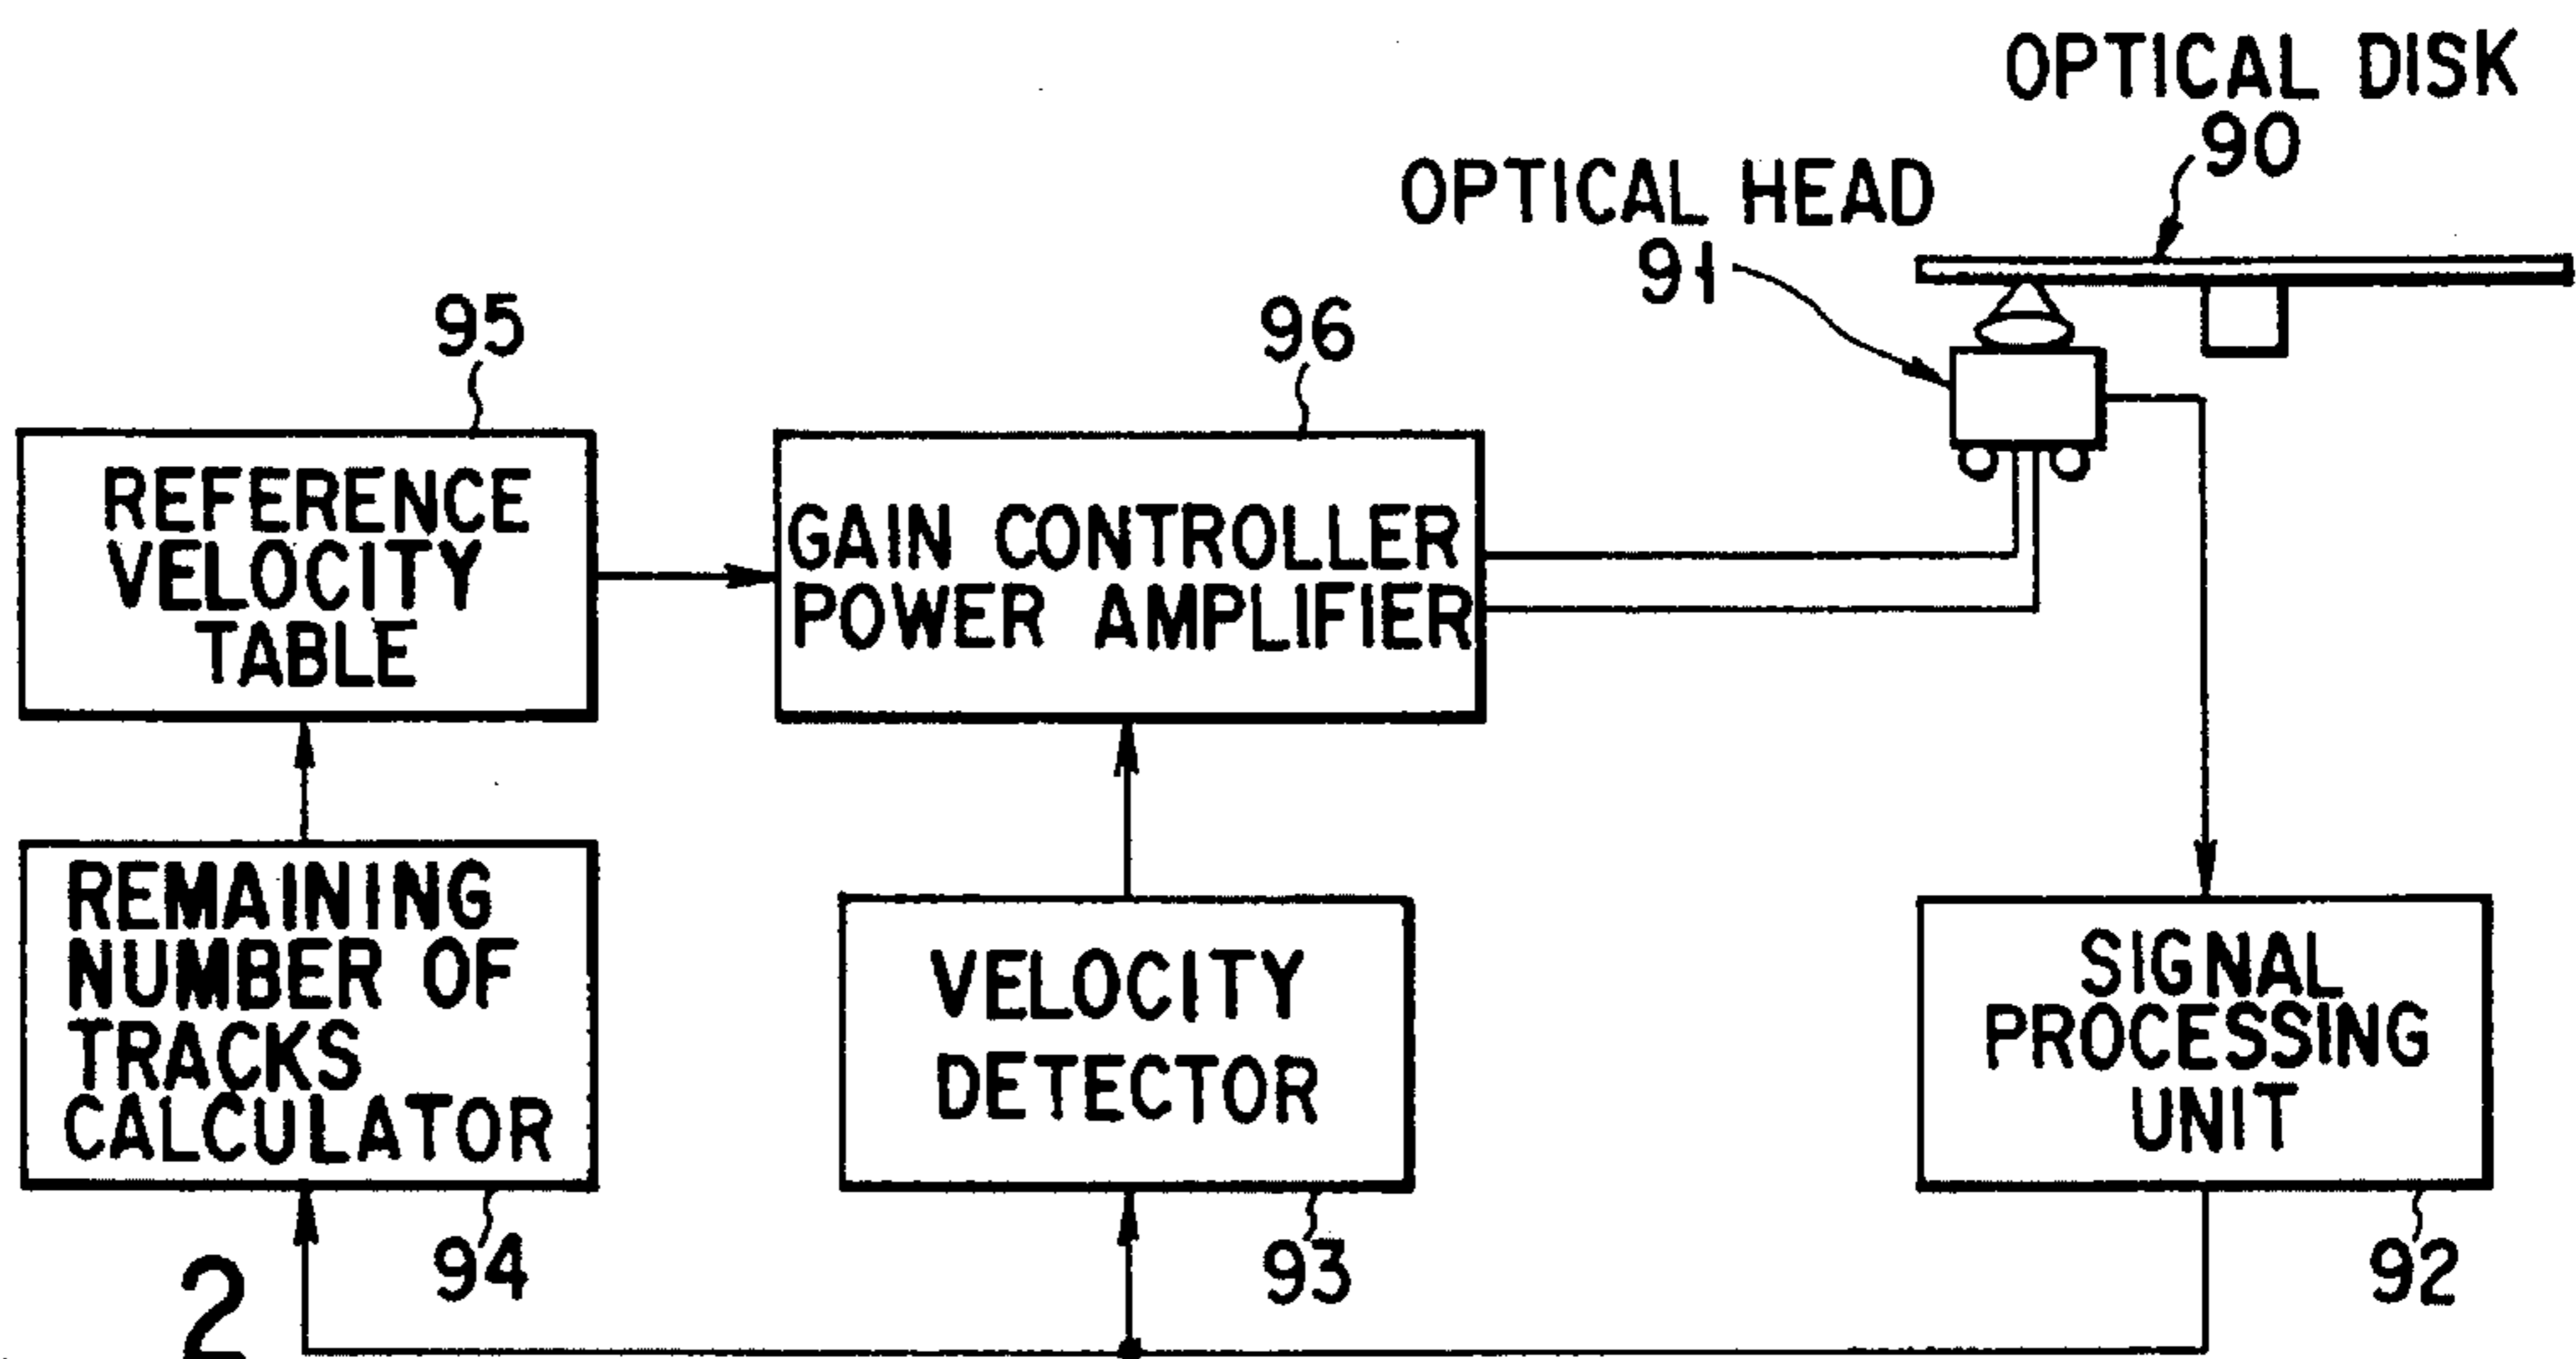 OPTICAL DISK
90
OPTICAL HEAD
91
95
96
REFERENCE
VELOCITY
TABLE
GAIN CONTROLLER
POWER AMPLIFIER
REMAINING
NUMBER OF
TRACKS
CALCULATOR
VELOCITY
DETECTOR
SIGNAL
PROCESSING
UNIT
94
93
92
2